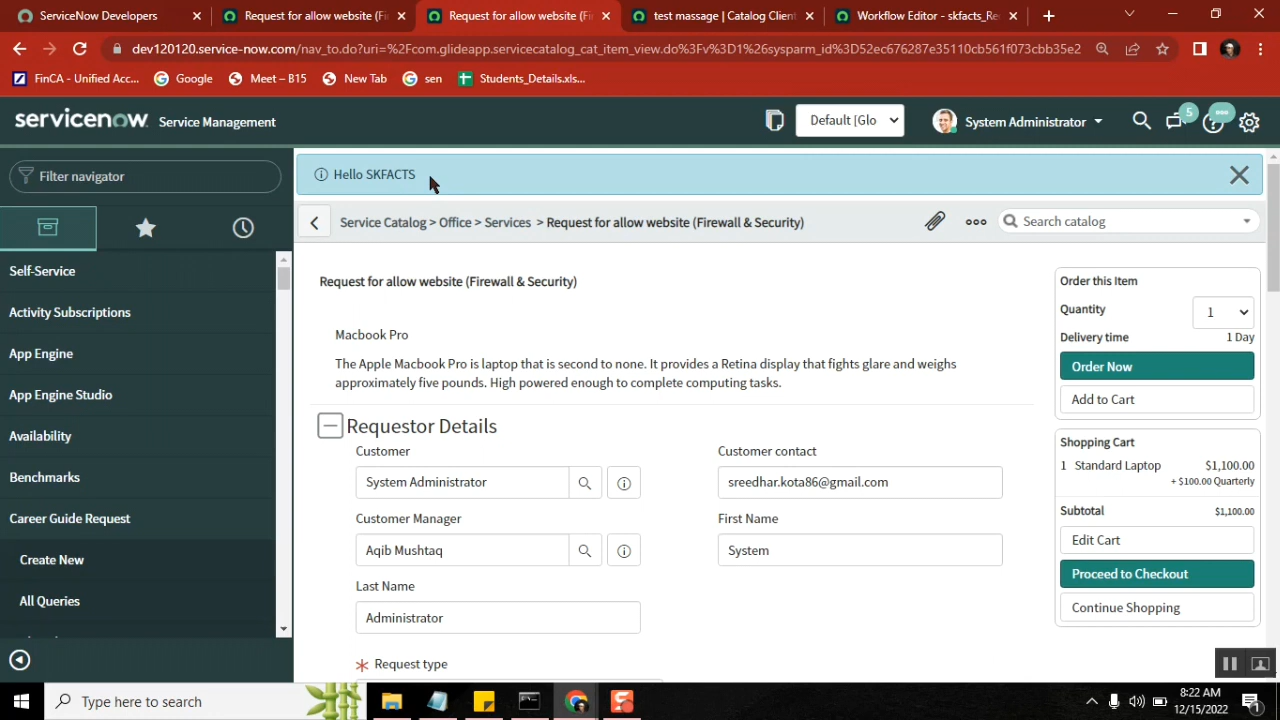 ServiceNow Developers
Request for allow website (Fi
Request for allow website (Fi
test massage | Catalog Client
Workflow Editor - skfacts_Re
dev120120.service-now.com/nav_to.do?uri=%2Fcom.glideapp.servicecatalog_cat_item_view.do%3Fv%3D1%26sysparm_id%3D52ec676287e35110cb561f073cbb35e2
FinCA - Unified Acc...
Google
Meet – B15
New Tab
sen
Students_Details.xls...
servicenow Service Management
Default [Glo
System Administrator
5
Filter navigator
Self-Service
Activity Subscriptions
App Engine
App Engine Studio
Availability
Benchmarks
Career Guide Request
Create New
All Queries
Hello SKFACTS
Service Catalog > Office > Services > Request for allow website (Firewall & Security)
Search catalog
Request for allow website (Firewall & Security)
Macbook Pro
The Apple Macbook Pro is laptop that is second to none. It provides a Retina display that fights glare and weighs
approximately five pounds. High powered enough to complete computing tasks.
Requestor Details
Customer
System Administrator
Customer contact
sreedhar.kota86@gmail.com
Customer Manager
Aqib Mushtaq
First Name
System
Last Name
Administrator
Request type
Order this Item
Quantity
1
Delivery time 1 Day
Order Now
Add to Cart
Shopping Cart
1 Standard Laptop $1,100.00
+ $100.00 Quarterly
Subtotal $1,100.00
Edit Cart
Proceed to Checkout
Continue Shopping
Type here to search
8:22 AM
12/15/2022
1